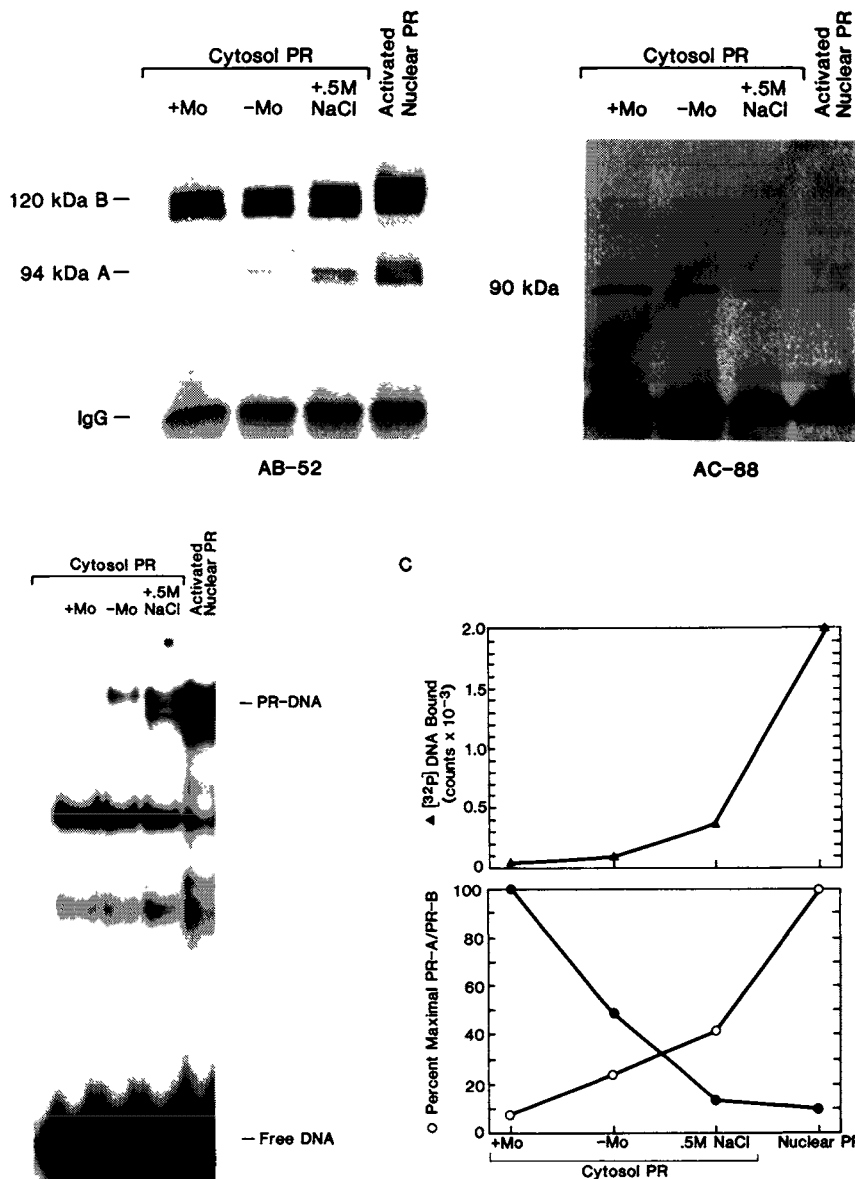 Cytosol PR
+Mo
−Mo
+.5M NaCl
Activated Nuclear PR
120 kDa B
94 kDa A
IgG
AB-52
Cytosol PR
+Mo
−Mo
+.5M NaCl
Activated Nuclear PR
90 kDa
AC-88
Cytosol PR
+Mo
−Mo
+.5M NaCl
Activated Nuclear PR
PR-DNA
Free DNA
C
▲ [32P] DNA Bound
(counts x 10−3)
2.0
1.5
1.0
0.5
0
○ Percent Maximal PR-A/PR-B
100
80
60
40
20
0
+Mo
−Mo
.5M NaCl
Nuclear PR
Cytosol PR